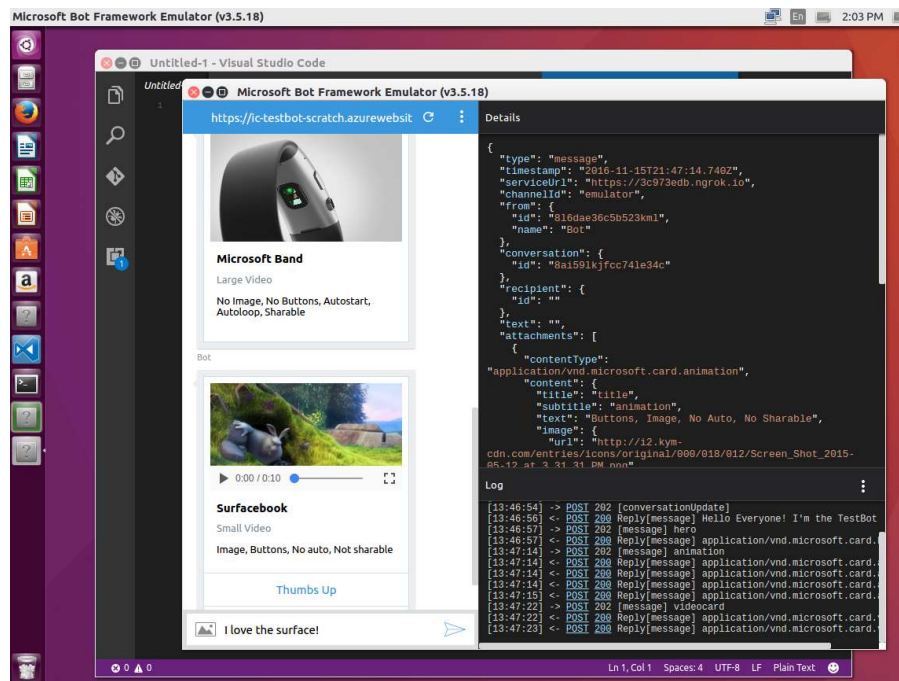 Microsoft Bot Framework Emulator (v3.5.18)
En
2:03 PM
Untitled-1 - Visual Studio Code
Untitled
1
Microsoft Bot Framework Emulator (v3.5.18)
https://ic-testbot-scratch.azurewebsit
Microsoft Band
Large Video
No Image, No Buttons, Autostart,
Autoloop, Sharable
Bot
0:00 / 0:10
Surfacebook
Small Video
Image, Buttons, No auto, Not sharable
Thumbs Up
I love the surface!
Details
{
"type": "message",
"timestamp": "2016-11-15T21:47:14.740Z",
"serviceUrl": "https://3c973edb.ngrok.io",
"channelId": "emulator",
"from": {
"id": "8l6dae36c5b523kml",
"name": "Bot"
},
"conversation": {
"id": "8ai59lkjfcc74le34c"
},
"recipient": {
"id": ""
},
"text": "",
"attachments": [
{
"contentType":
"application/vnd.microsoft.card.animation",
"content": {
"title": "title",
"subtitle": "animation",
"text": "Buttons, Image, No Auto, No Sharable",
"image": {
"url": "http://i2.kym-
cdn.com/entries/icons/original/000/018/012/Screen_Shot_2015-
05-12_at_3.31.31_PM.png"
Log
[13:46:54] -> POST 202 [conversationUpdate]
[13:46:56] <- POST 200 Reply[message] Hello Everyone! I'm the TestBot
[13:46:57] -> POST 202 [message] hero
[13:46:57] <- POST 200 Reply[message] application/vnd.microsoft.card.
[13:47:14] -> POST 202 [message] animation
[13:47:14] <- POST 200 Reply[message] application/vnd.microsoft.card.
[13:47:14] <- POST 200 Reply[message] application/vnd.microsoft.card.
[13:47:14] <- POST 200 Reply[message] application/vnd.microsoft.card.
[13:47:15] <- POST 200 Reply[message] application/vnd.microsoft.card.
[13:47:22] -> POST 202 [message] videocard
[13:47:22] <- POST 200 Reply[message] application/vnd.microsoft.card.
[13:47:23] <- POST 200 Reply[message] application/vnd.microsoft.card.
0 0
Ln 1, Col 1 Spaces: 4 UTF-8 LF Plain Text